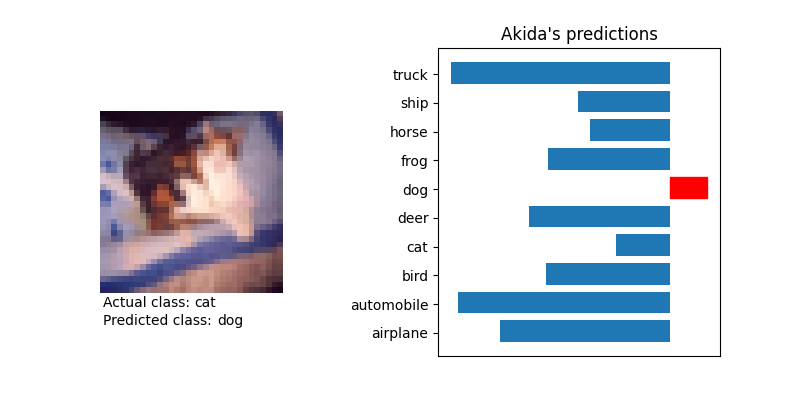 Akida's predictions
truck
ship
horse
frog
dog
deer
cat
bird
automobile
airplane
Actual class: cat
Predicted class: dog